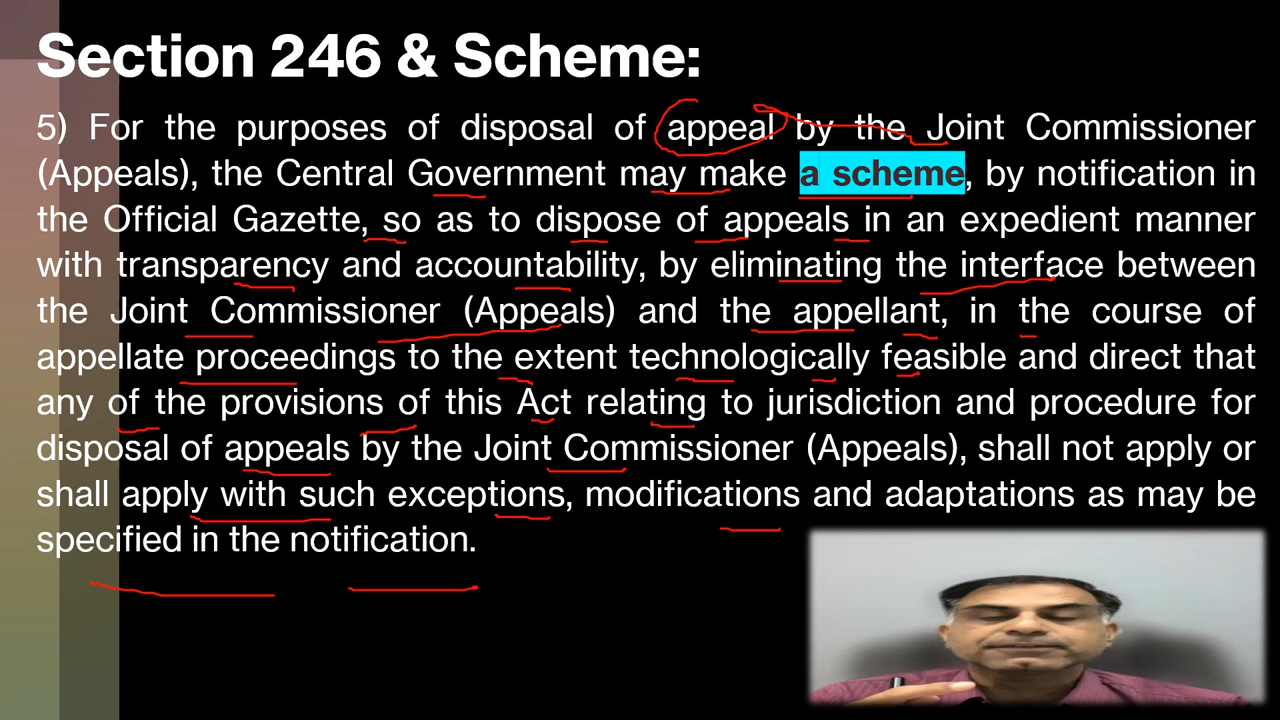 Section 246 & Scheme:
5) For the purposes of disposal of appeal by the Joint Commissioner
(Appeals), the Central Government may make a scheme, by notification in
the Official Gazette, so as to dispose of appeals in an expedient manner
with transparency and accountability, by eliminating the interface between
the Joint Commissioner (Appeals) and the appellant, in the course of
appellate proceedings to the extent technologically feasible and direct that
any of the provisions of this Act relating to jurisdiction and procedure for
disposal of appeals by the Joint Commissioner (Appeals), shall not apply or
shall apply with such exceptions, modifications and adaptations as may be
specified in the notification.